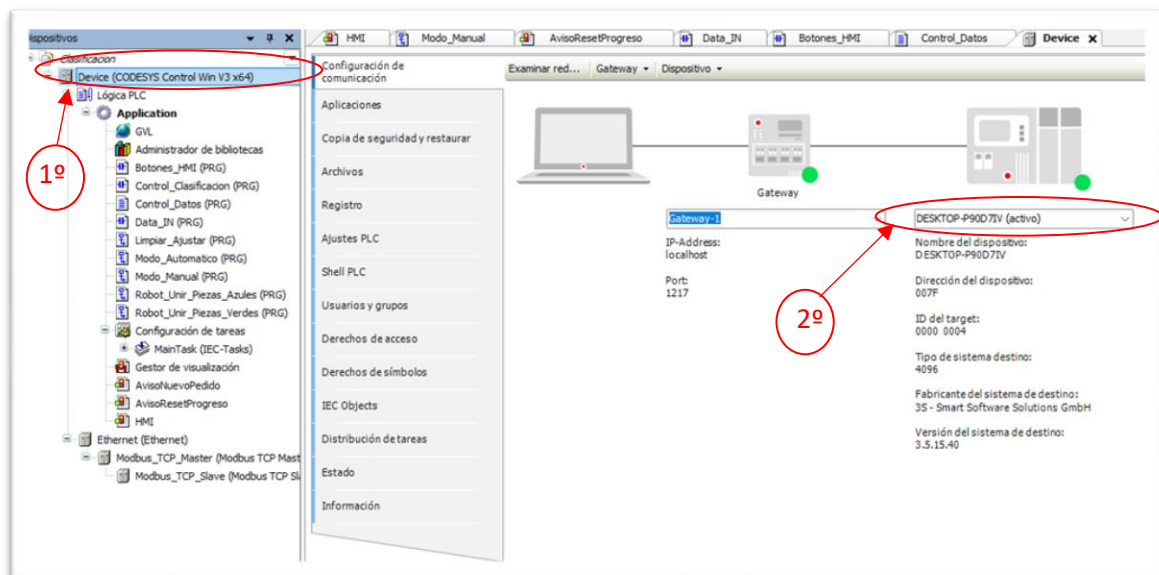 ispositivos
Clasificacion
Device (CODESYS Control Win V3 x64)
Lógica PLC
Application
GVL
Administrador de bibliotecas
Botones_HMI (PRG)
Control_Clasificacion (PRG)
Control_Datos (PRG)
Data_IN (PRG)
Limpiar_Ajustar (PRG)
Modo_Automatico (PRG)
Modo_Manual (PRG)
Robot_Unir_Piezas_Azules (PRG)
Robot_Unir_Piezas_Verdes (PRG)
Configuración de tareas
MainTask (IEC-Tasks)
Gestor de visualización
AvisoNuevoPedido
AvisoResetProgreso
HMI
Ethernet (Ethernet)
Modbus_TCP_Master (Modbus TCP Mast
Modbus_TCP_Slave (Modbus TCP Sl
1º
HMI Modo_Manual AvisoResetProgreso Data_IN Botones_HMI Control_Datos Device X
Configuración de
comunicación
Aplicaciones
Copia de seguridad y restaurar
Archivos
Registro
Ajustes PLC
Shell PLC
Usuarios y grupos
Derechos de acceso
Derechos de símbolos
IEC Objects
Distribución de tareas
Estado
Información
Examinar red... Gateway Dispositivo
Gateway
Gateway-1
IP-Address:
localhost
Port:
1217
2º
DESKTOP-P90D7IV (activo)
Nombre del dispositivo:
DESKTOP-P90D7IV
Dirección del dispositivo:
007F
ID del target:
0000 0004
Tipo de sistema destino:
4096
Fabricante del sistema de destino:
3S - Smart Software Solutions GmbH
Versión del sistema de destino:
3.5.15.40